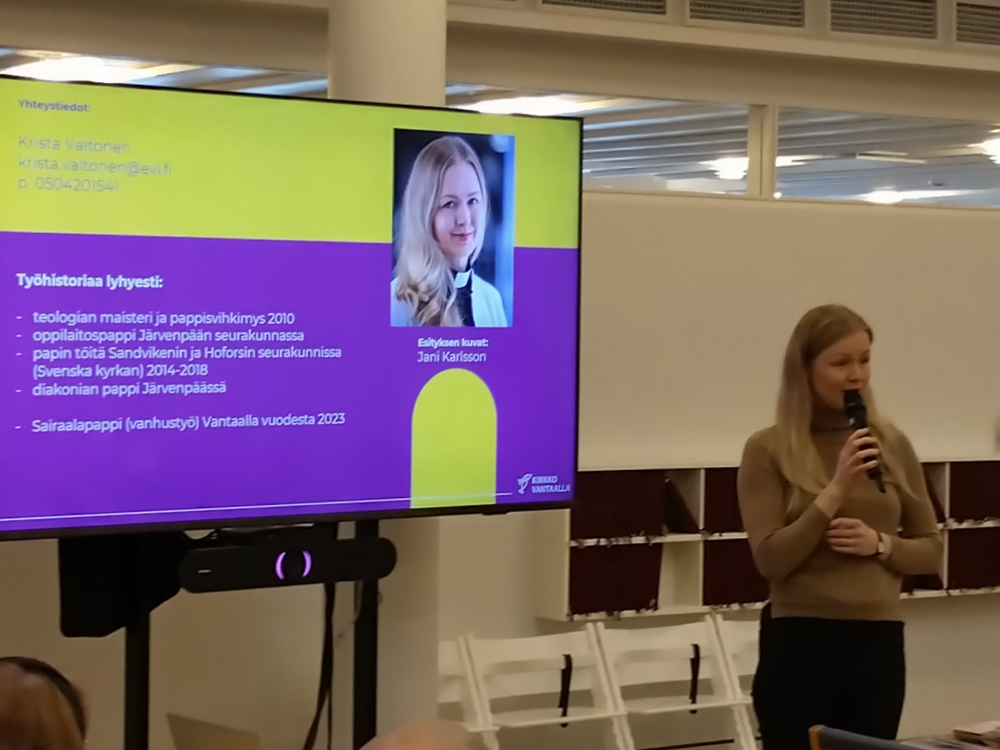 Yhteystiedot:
Krista Valtonen
krista.valtonen@evl.fi
p. 0504201541
Työhistoriaa lyhyesti:
- teologian maisteri ja pappisvihkimys 2010
- oppilaitospappi Järvenpään seurakunnassa
- papin töitä Sandvikenin ja Hoforsin seurakunnissa
(Svenska kyrkan) 2014-2018
- diakonian pappi Järvenpäässä
- Sairaalapappi (vanhustyö) Vantaalla vuodesta 2023
Esityksen kuvat:
Jani Karlsson
KIRKKO
VANTAALLA